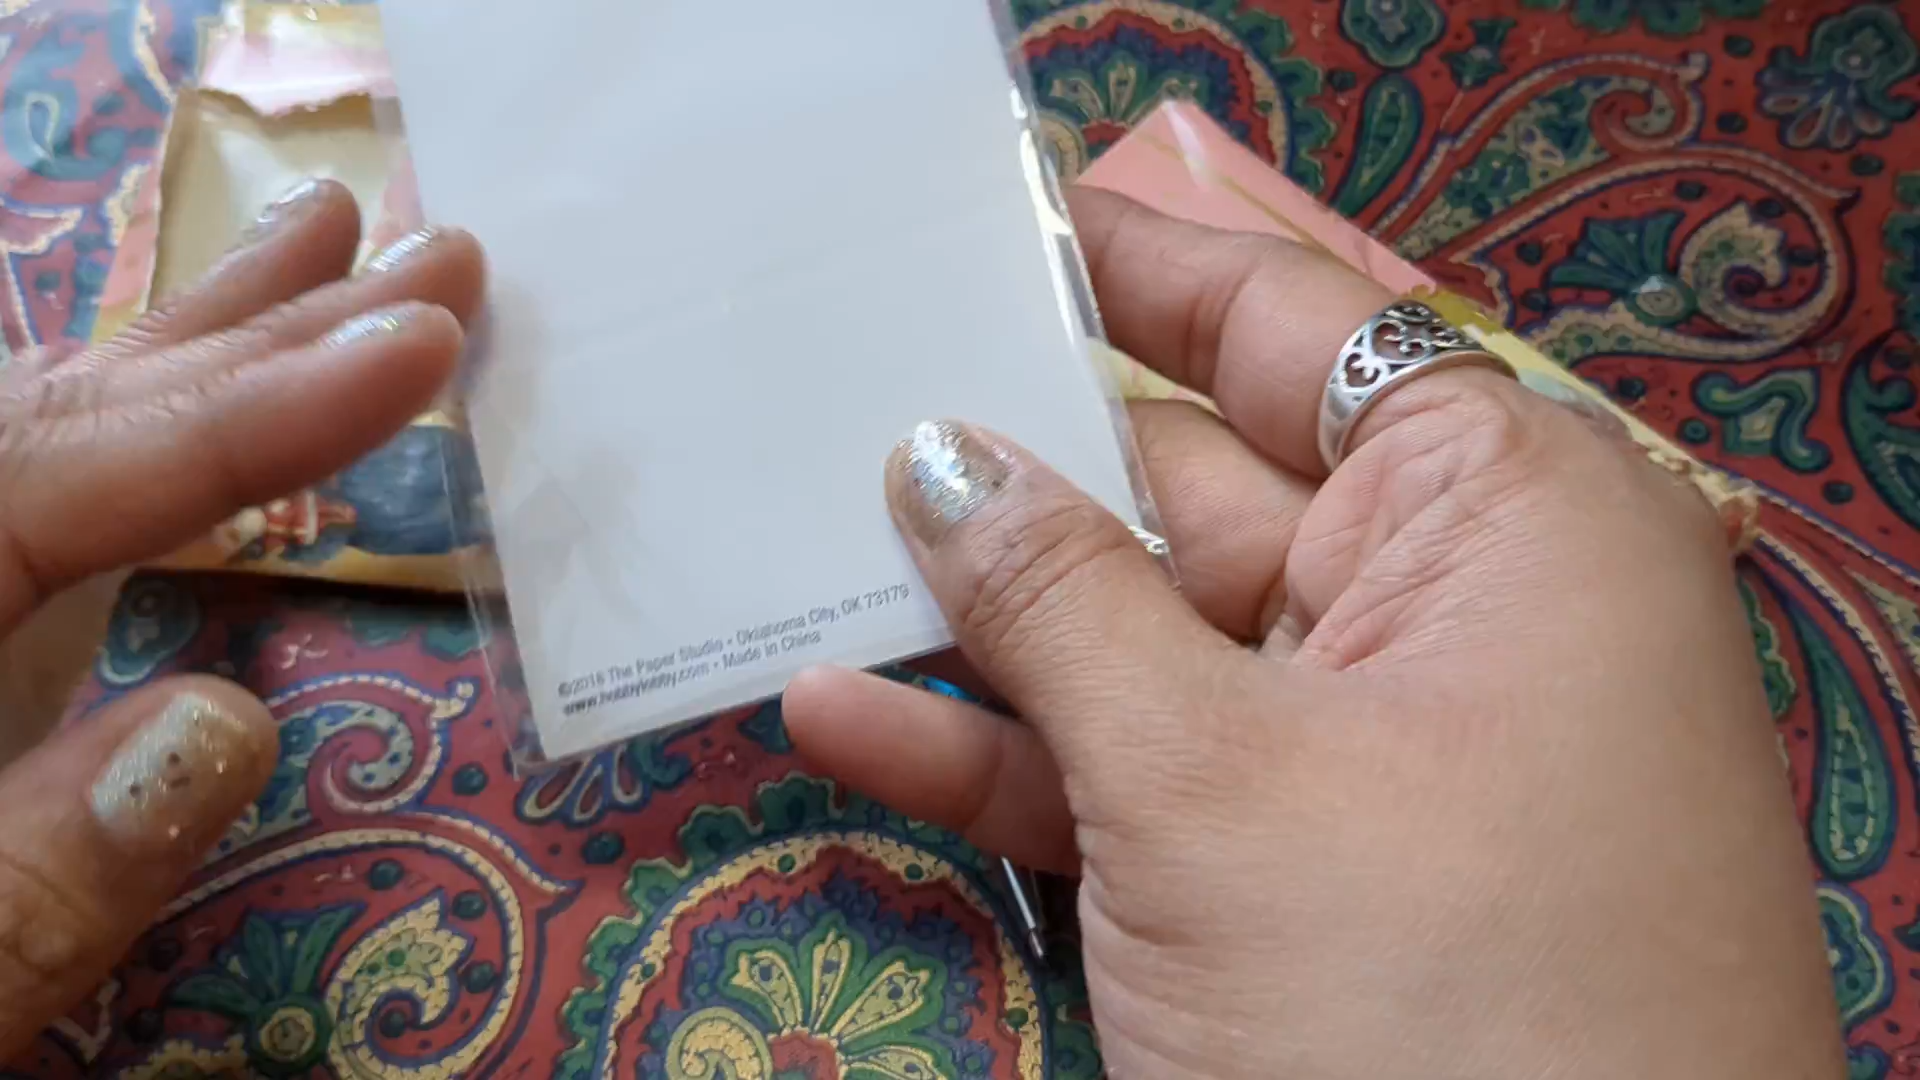 ©2016 The Paper Studio • Oklahoma City, OK 73179
www.hobbylobby.com • Made in China